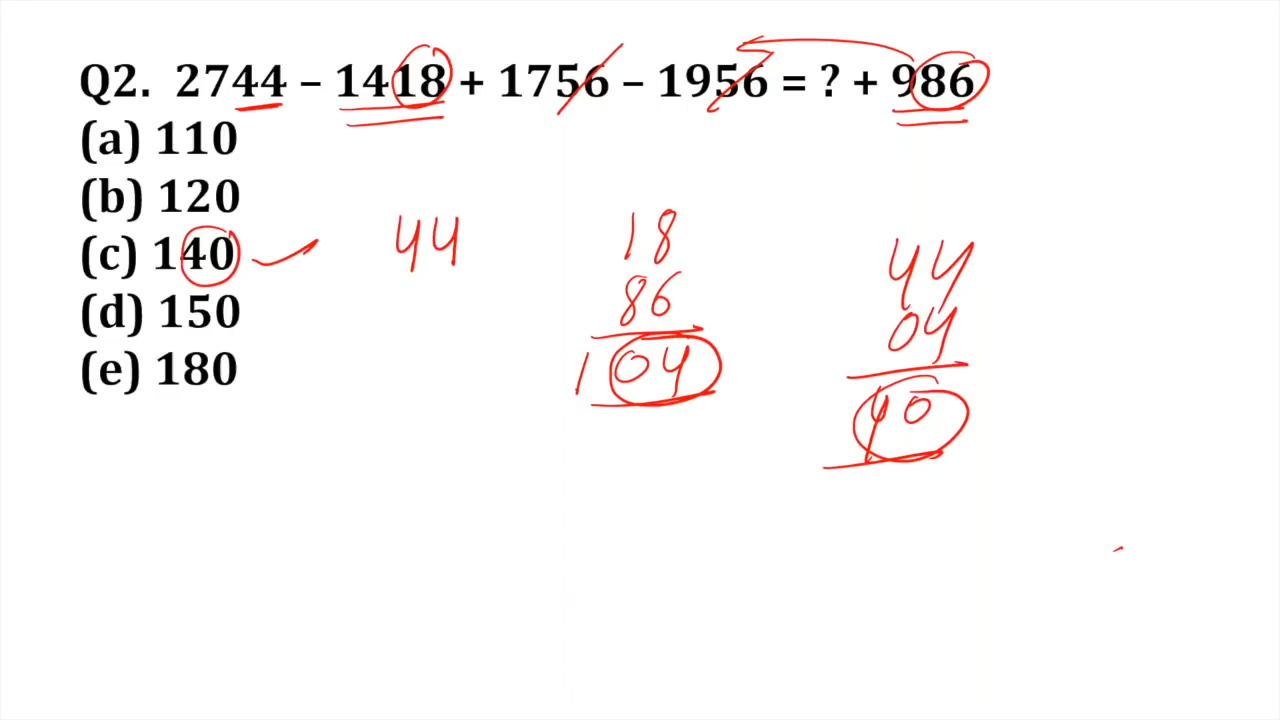 Q2. 2744 – 1418 + 1756 – 1956 = ? + 986
(a) 110
(b) 120
(c) 140
(d) 150
(e) 180
44
18
86
104
44
04
40